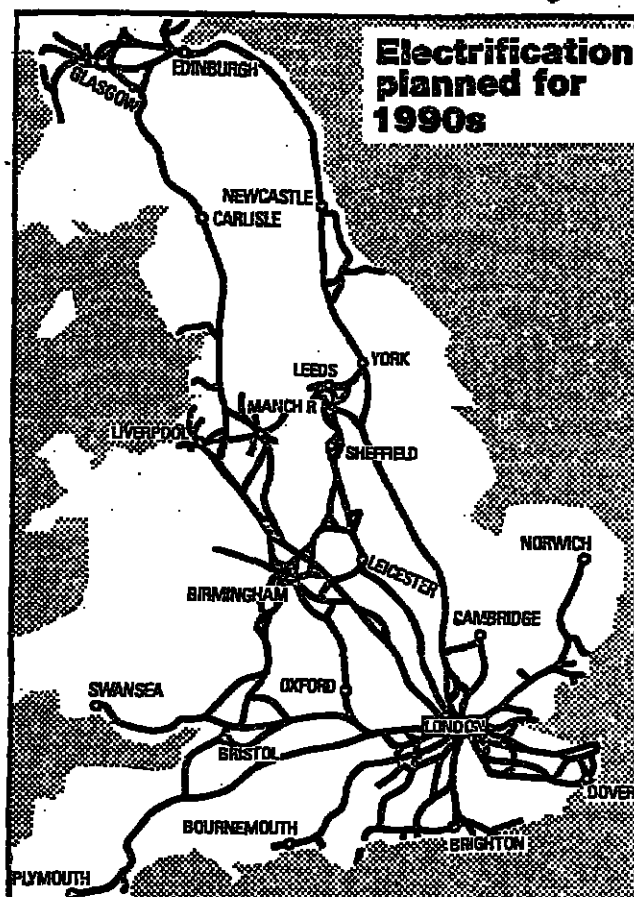 Electrification
planned for
1990s
EDINBURGH
GLASGOW
NEWCASTLE
CARLISLE
YORK
LEEDS
MANCH R
LIVERPOOL
SHEFFIELD
NORWICH
LEICESTER
BIRMINGHAM
CAMBRIDGE
OXFORD
SWANSEA
LONDON
BRISTOL
DOVER
BOURNEMOUTH
BRIGHTON
PLYMOUTH